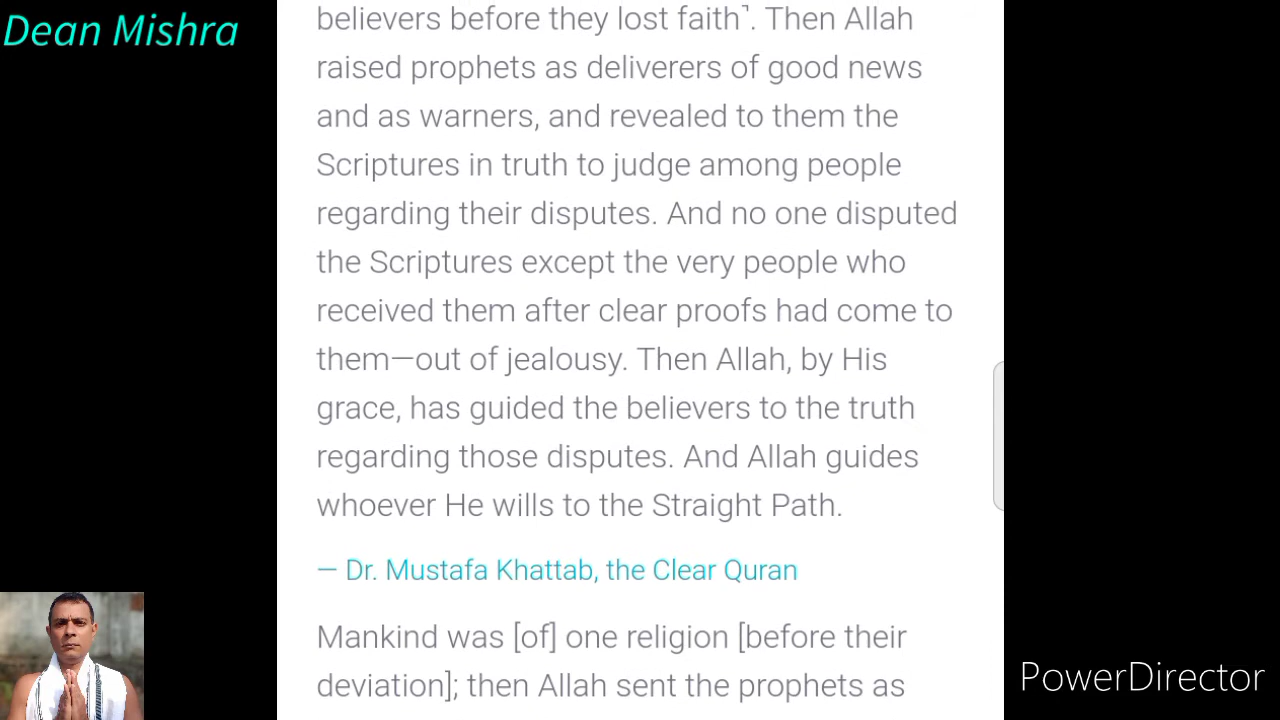 Dean Mishra
believers before they lost faith˺. Then Allah
raised prophets as deliverers of good news
and as warners, and revealed to them the
Scriptures in truth to judge among people
regarding their disputes. And no one disputed
the Scriptures except the very people who
received them after clear proofs had come to
them—out of jealousy. Then Allah, by His
grace, has guided the believers to the truth
regarding those disputes. And Allah guides
whoever He wills to the Straight Path.
— Dr. Mustafa Khattab, the Clear Quran
Mankind was [of] one religion [before their
deviation]; then Allah sent the prophets as
PowerDirector